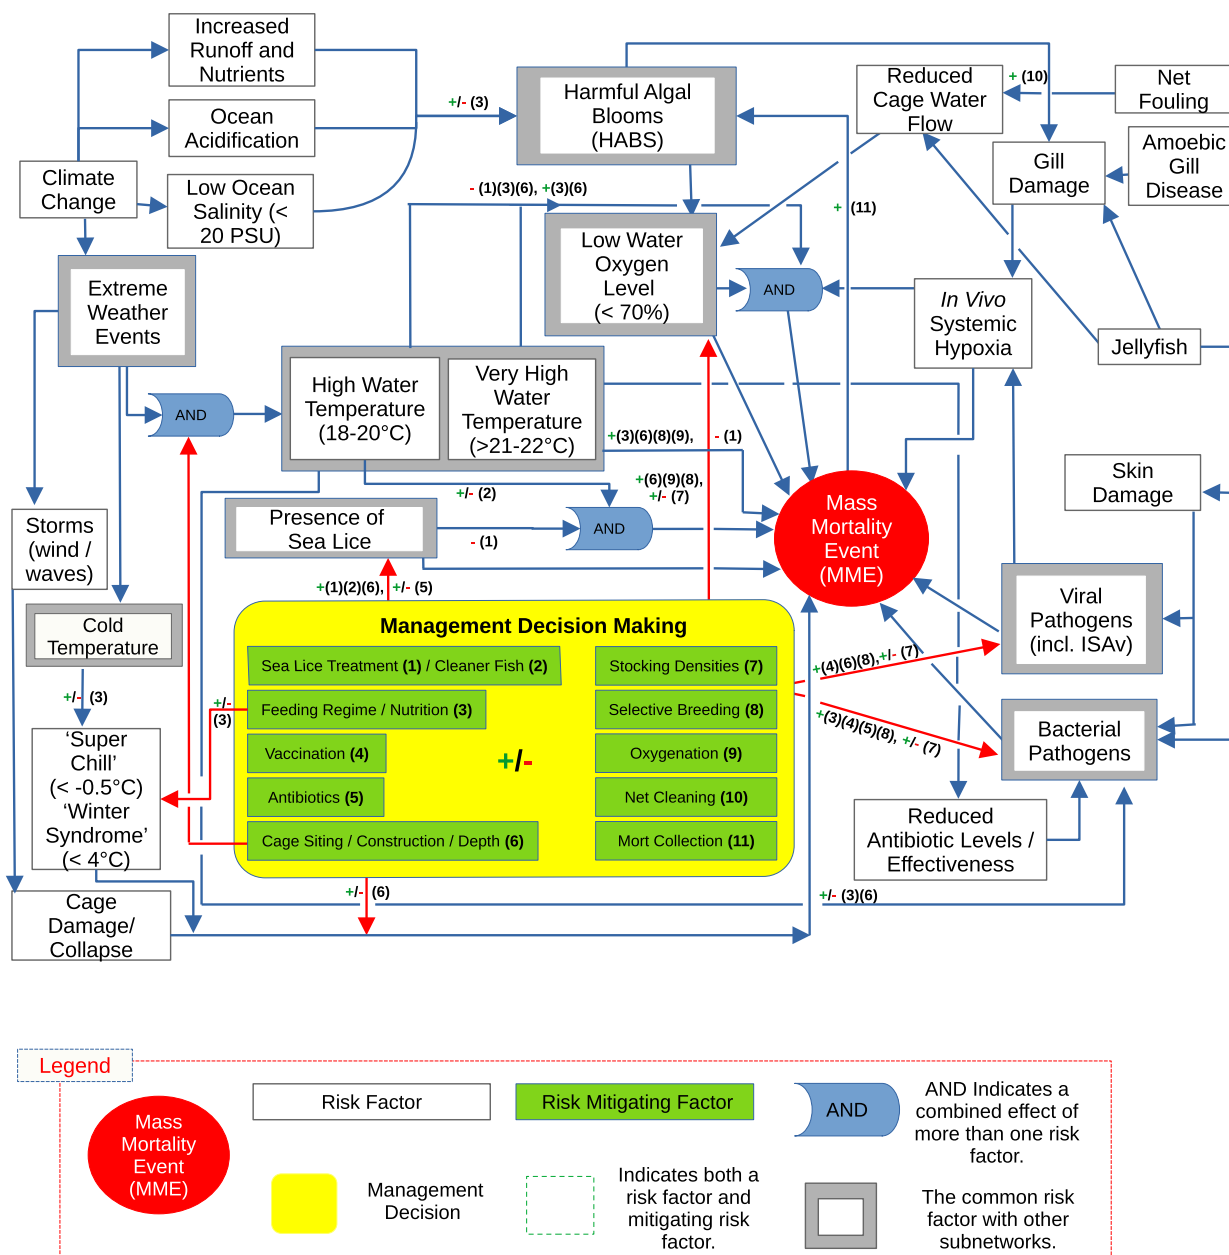 Increased
Runoff and
Nutrients
Ocean
Acidification
Climate
Change
Low Ocean
Salinity (<
20 PSU)
+/- (3)
Harmful Algal
Blooms
(HABS)
Reduced
Cage Water
Flow
+ (10)
Net
Fouling
Amoebic
Gill
Disease
Gill
Damage
- (1)(3)(6), +(3)(6)
+ (11)
Extreme
Weather
Events
Low Water
Oxygen
Level
(< 70%)
AND
In Vivo
Systemic
Hypoxia
Jellyfish
AND
High Water
Temperature
(18-20°C)
Very High
Water
Temperature
(>21-22°C)
+(3)(6)(8)(9),
- (1)
+/- (2)
+(6)(9)(8),
+/- (7)
Skin
Damage
Storms
(wind /
waves)
Presence of
Sea Lice
- (1)
AND
Mass
Mortality
Event
(MME)
+(1)(2)(6), +/- (5)
Cold
Temperature
Viral
Pathogens
(incl. ISAv)
+(4)(6)(8),+/- (7)
+/- (3)
+/-
(3)
Management Decision Making
Sea Lice Treatment (1) / Cleaner Fish (2)
Stocking Densities (7)
Feeding Regime / Nutrition (3)
Selective Breeding (8)
Vaccination (4)
+/-
Oxygenation (9)
Antibiotics (5)
Net Cleaning (10)
Cage Siting / Construction / Depth (6)
Mort Collection (11)
+(3)(4)(5)(8), +/- (7)
Bacterial
Pathogens
‘Super
Chill’
(< -0.5°C)
‘Winter
Syndrome’
(< 4°C)
Reduced
Antibiotic Levels /
Effectiveness
+/- (6)
+/- (3)(6)
Cage
Damage/
Collapse
Legend
Mass
Mortality
Event
(MME)
Risk Factor
Risk Mitigating Factor
AND
AND Indicates a
combined effect of
more than one risk
factor.
Management
Decision
Indicates both a
risk factor and
mitigating risk
factor.
The common risk
factor with other
subnetworks.